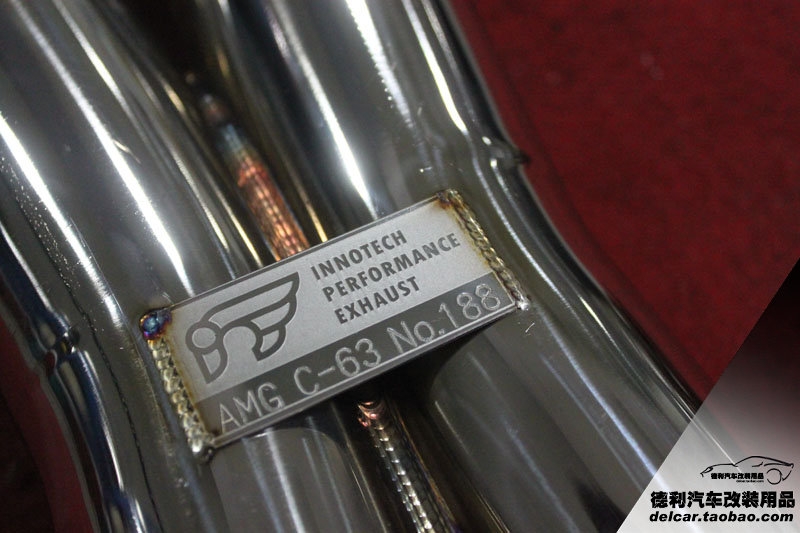 INNOTECH
PERFORMANCE
EXHAUST
AMG C-63 No.188
德利汽车改装用品
delcar.taobao.com